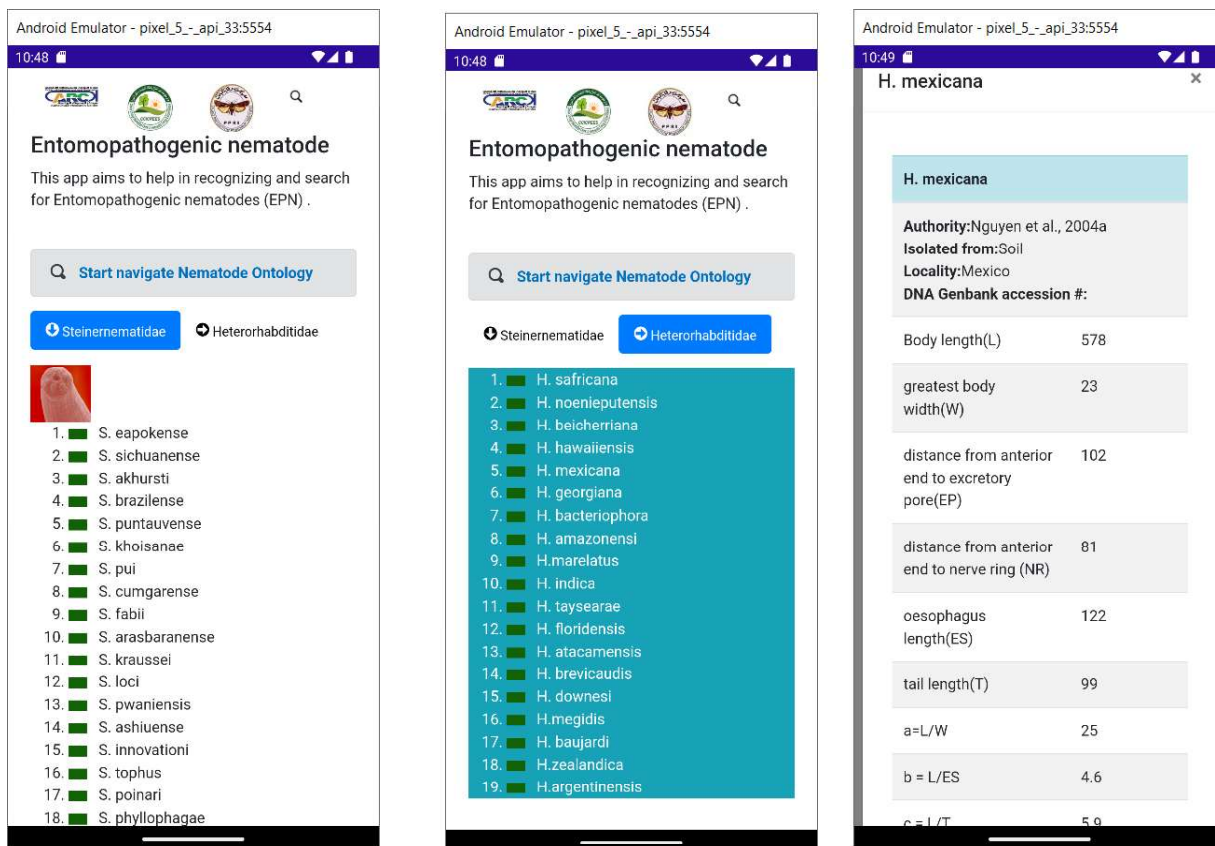 Android Emulator - pixel_5_-_api_33:5554
10:48
ARC
PPRI
Entomopathogenic nematode
This app aims to help in recognizing and search
for Entomopathogenic nematodes (EPN) .
Start navigate Nematode Ontology
Steinernematidae
Heterorhabditidae
1. S. eapokense
2. S. sichuanense
3. S. akhursti
4. S. brazilense
5. S. puntauvense
6. S. khoisanae
7. S. pui
8. S. cumgarense
9. S. fabii
10. S. arasbaranense
11. S. kraussei
12. S. loci
13. S. pwaniensis
14. S. ashiuense
15. S. innovationi
16. S. tophus
17. S. poinari
18. S. phyllophagae
Android Emulator - pixel_5_-_api_33:5554
10:48
ARC
PPRI
Entomopathogenic nematode
This app aims to help in recognizing and search
for Entomopathogenic nematodes (EPN) .
Start navigate Nematode Ontology
Steinernematidae
Heterorhabditidae
1. H. safricana
2. H. noenieputensis
3. H. beicherriana
4. H. hawaiiensis
5. H. mexicana
6. H. georgiana
7. H. bacteriophora
8. H. amazonensi
9. H.marelatus
10. H. indica
11. H. taysearae
12. H. floridensis
13. H. atacamensis
14. H. brevicaudis
15. H. downesi
16. H.megidis
17. H. baujardi
18. H.zealandica
19. H.argentinensis
Android Emulator - pixel_5_-_api_33:5554
10:49
H. mexicana ×
H. mexicana
Authority:Nguyen et al., 2004a
Isolated from:Soil
Locality:Mexico
DNA Genbank accession #:
Body length(L) 578
greatest body 23
width(W)
distance from anterior 102
end to excretory
pore(EP)
distance from anterior 81
end to nerve ring (NR)
oesophagus 122
length(ES)
tail length(T) 99
a=L/W 25
b = L/ES 4.6
c = L/T 5.9